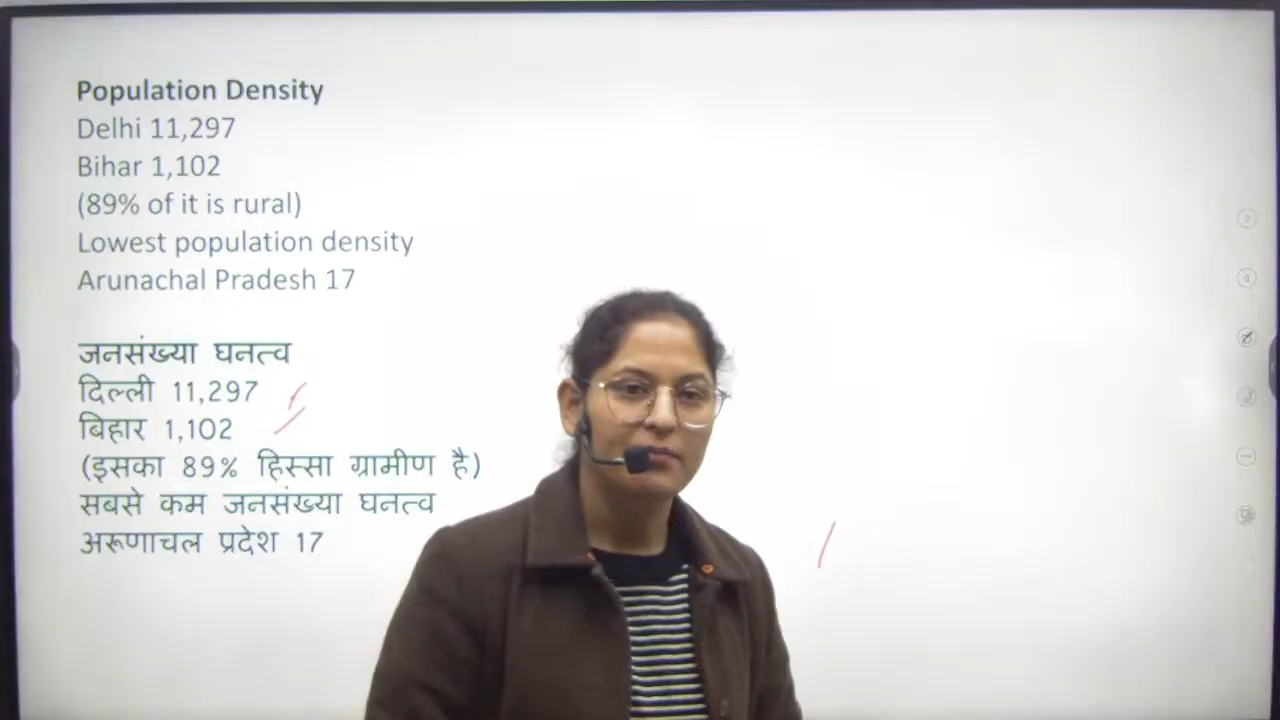 Population Density
Delhi 11,297
Bihar 1,102
(89% of it is rural)
Lowest population density
Arunachal Pradesh 17
जनसंख्या घनत्व
दिल्ली 11,297
बिहार 1,102
(इसका 89% हिस्सा ग्रामीण है)
सबसे कम जनसंख्या घनत्व
अरूणाचल प्रदेश 17